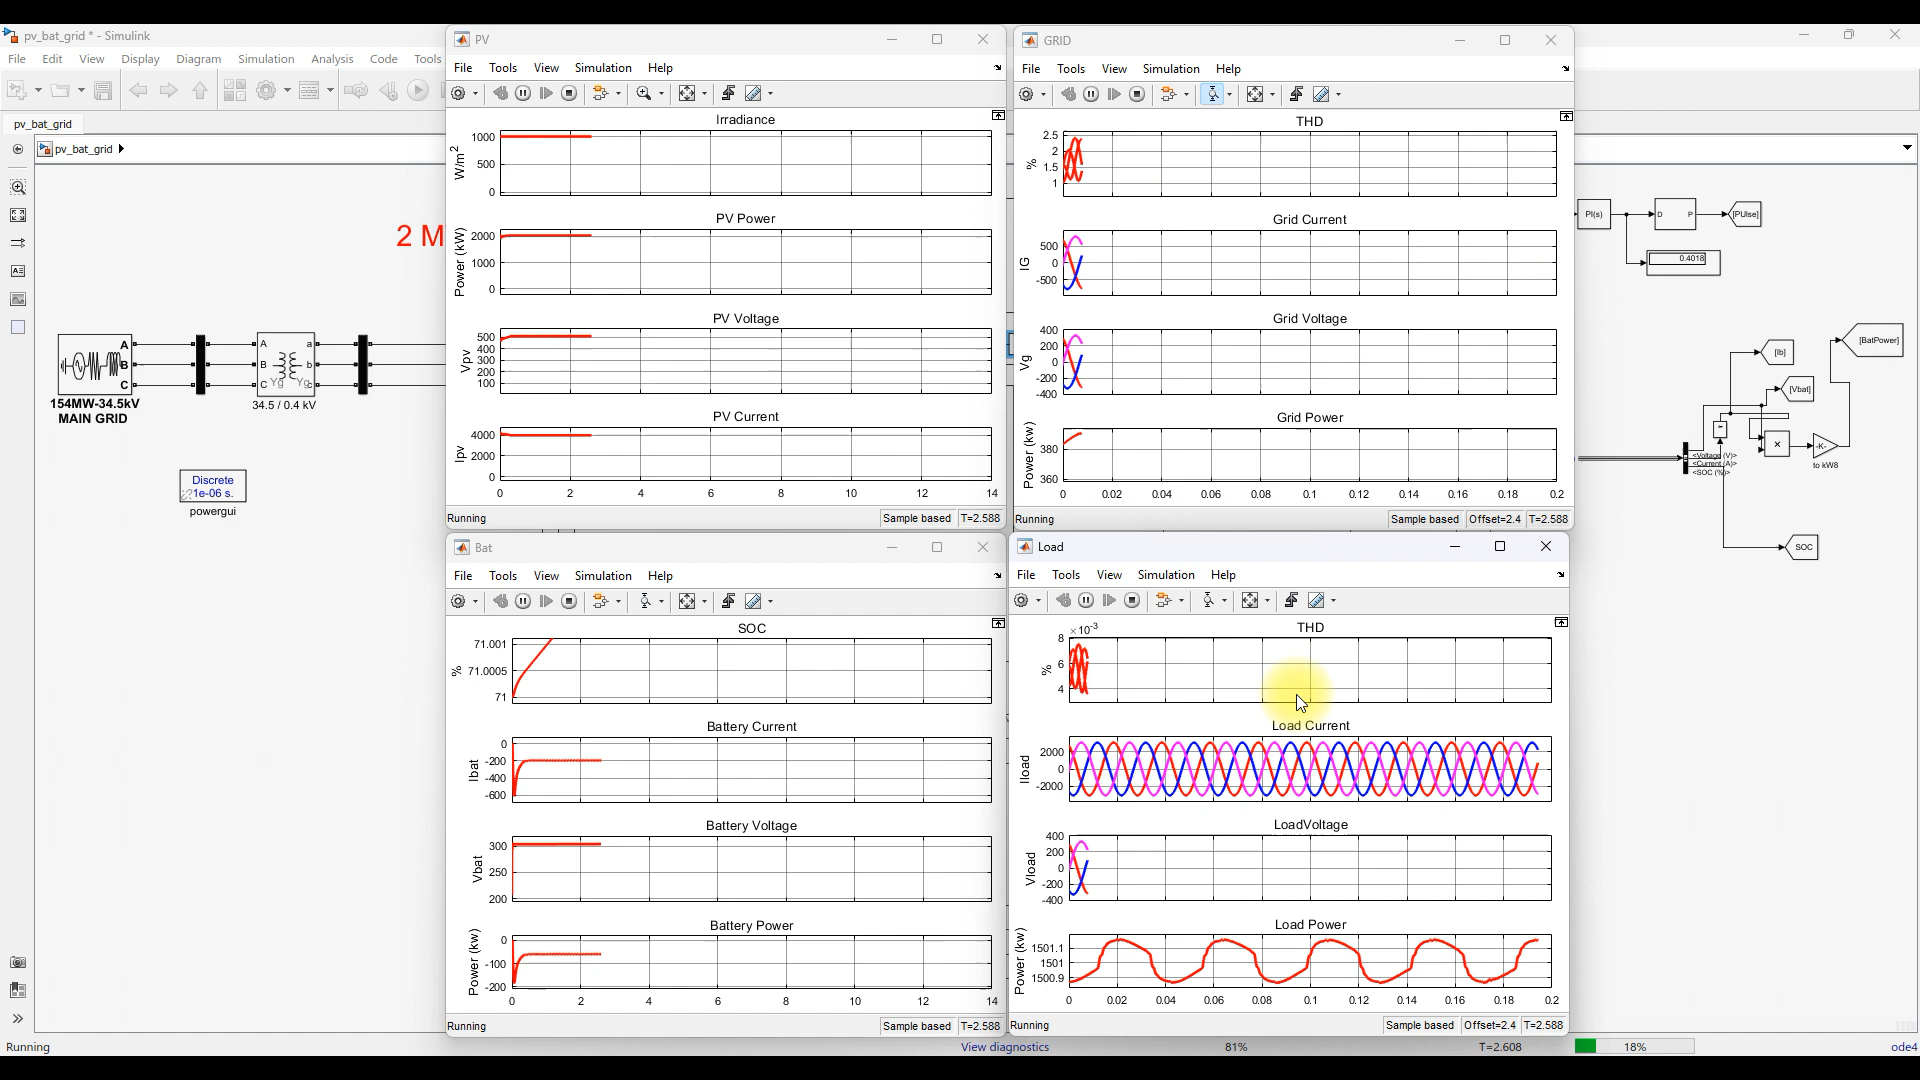 pv_bat_grid * - Simulink
File Edit View Display Diagram Simulation Analysis Code Tools
pv_bat_grid
pv_bat_grid
2 M
A
B
C
154MW-34.5kV
MAIN GRID
A
B
C
a
b
c
Yg Yg
34.5 / 0.4 kV
Discrete
1e-06 s.
powergui
PV
File Tools View Simulation Help
Irradiance
W/m2
1000
500
0
PV Power
Power (kW)
2000
1000
0
PV Voltage
Vpv
500
400
300
200
100
PV Current
Ipv
4000
2000
0
0 2 4 6 8 10 12 14
Running Sample based T=2.588
GRID
File Tools View Simulation Help
THD
%
2.5
2
1.5
1
Grid Current
IG
500
0
-500
Grid Voltage
Vg
400
200
0
-200
-400
Grid Power
Power (kw)
380
360
0 0.02 0.04 0.06 0.08 0.1 0.12 0.14 0.16 0.18 0.2
Running Sample based Offset=2.4 T=2.588
Bat
File Tools View Simulation Help
SOC
%
71.001
71.0005
71
Battery Current
Ibat
0
-200
-400
-600
Battery Voltage
Vbat
300
250
200
Battery Power
Power (kw)
0
-100
-200
0 2 4 6 8 10 12 14
Running Sample based T=2.588
Load
File Tools View Simulation Help
×10-3
THD
%
8
6
4
Load Current
Iload
2000
0
-2000
LoadVoltage
Vload
400
200
0
-200
-400
Load Power
Power (kw)
1501.1
1501
1500.9
0 0.02 0.04 0.06 0.08 0.1 0.12 0.14 0.16 0.18 0.2
Running Sample based Offset=2.4 T=2.588
PI(s)
D P
[PUlse]
0.4018
[BatPower]
[Ib]
[Vbat]
×
-K-
to kW8
<Voltage (V)>
<Current (A)>
<SOC (%)>
SOC
Running View diagnostics 81% T=2.608 18% ode4